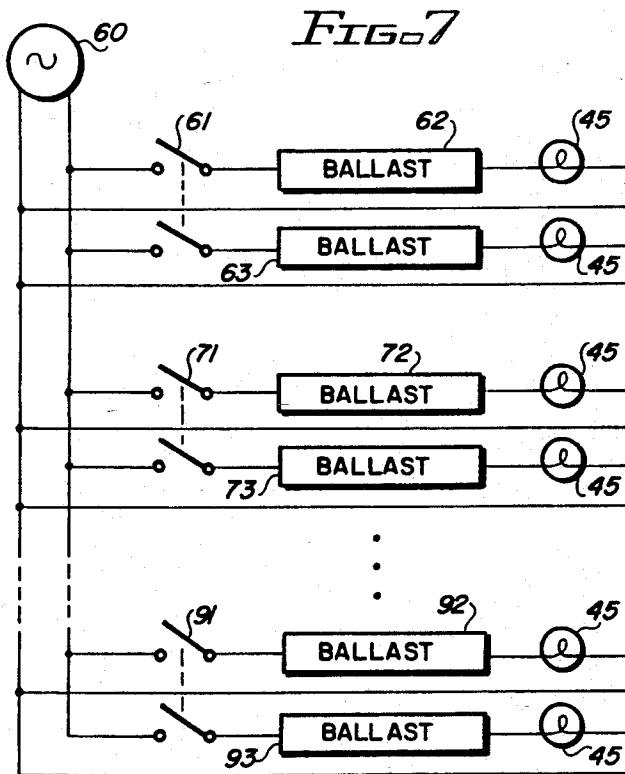 FIG.7
60
61 62 45
BALLAST
BALLAST
63 45
71 72 45
BALLAST
BALLAST
73 45
91 92 45
BALLAST
BALLAST
93 45